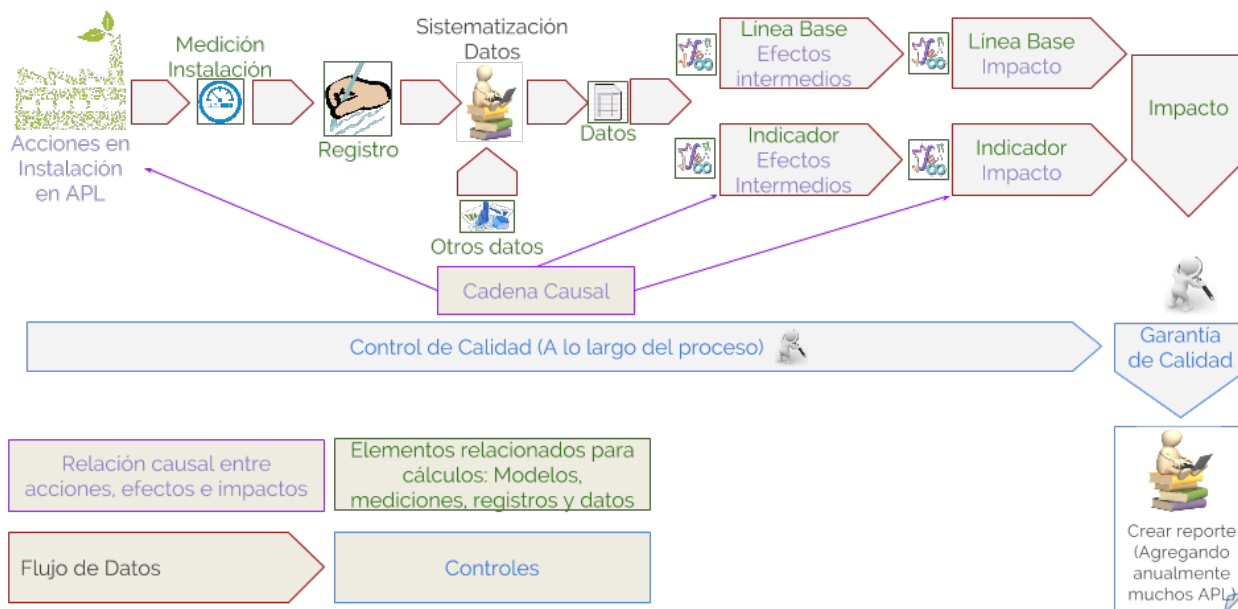 Acciones en
Instalación
en APL
Medición
Instalación
Registro
Sistematización
Datos
Otros datos
Datos
Línea Base
Efectos
intermedios
Línea Base
Impacto
Indicador
Efectos
Intermedios
Indicador
Impacto
Impacto
Cadena Causal
Control de Calidad (A lo largo del proceso)
Garantía
de Calidad
Relación causal entre
acciones, efectos e impactos
Elementos relacionados para
cálculos: Modelos,
mediciones, registros y datos
Flujo de Datos
Controles
Crear reporte
(Agregando
anualmente
muchos APL)